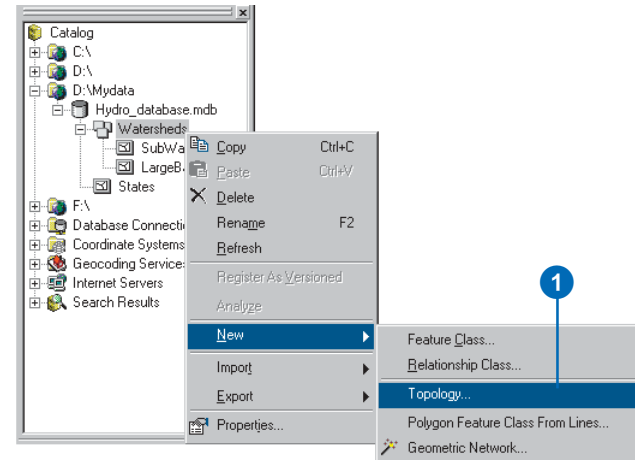 Catalog
C:\
D:\
D:\Mydata
Hydro_database.mdb
Watersheds
SubWa
LargeB
States
F:\
Database Connecti
Coordinate Systems
Geocoding Service
Internet Servers
Search Results
Copy Ctrl+C
Paste Ctrl+V
Delete
Rename F2
Refresh
Register As Versioned
Analyze
New
Import
Export
Properties...
1
Feature Class...
Relationship Class...
Topology...
Polygon Feature Class From Lines...
Geometric Network...